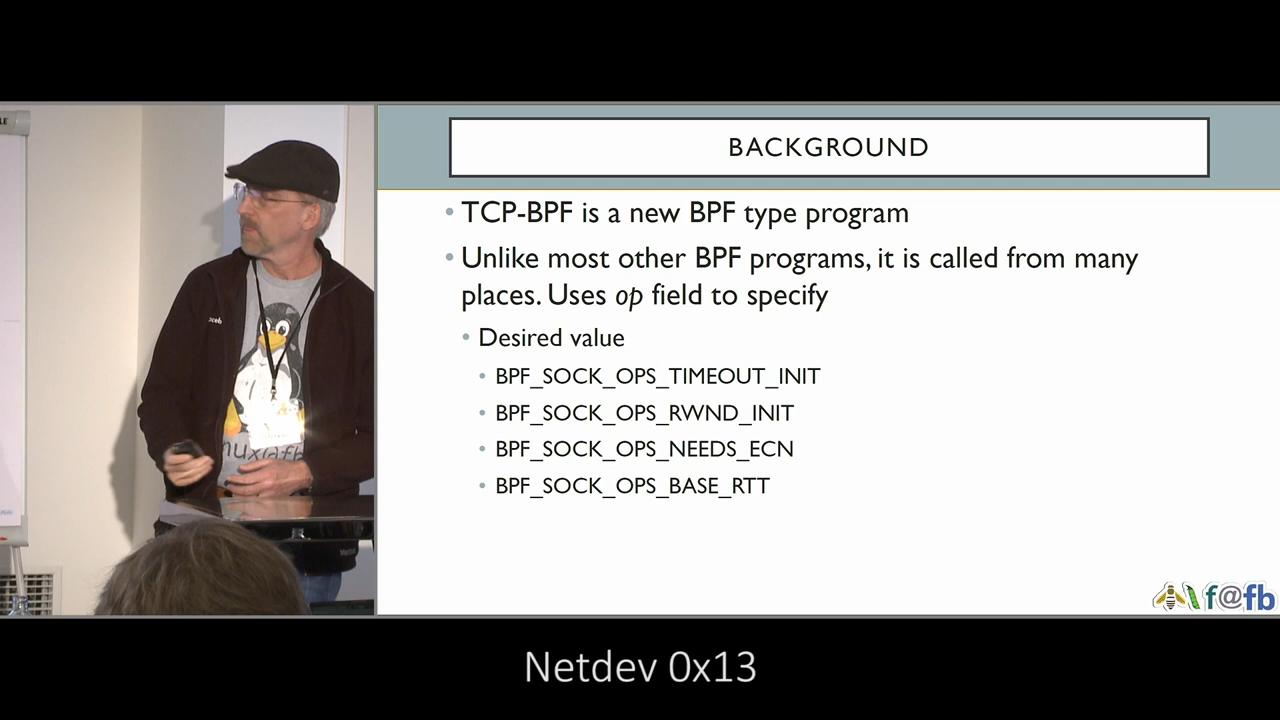 BACKGROUND
• TCP-BPF is a new BPF type program
• Unlike most other BPF programs, it is called from many
places. Uses op field to specify
• Desired value
• BPF_SOCK_OPS_TIMEOUT_INIT
• BPF_SOCK_OPS_RWND_INIT
• BPF_SOCK_OPS_NEEDS_ECN
• BPF_SOCK_OPS_BASE_RTT
f@fb
Netdev 0x13